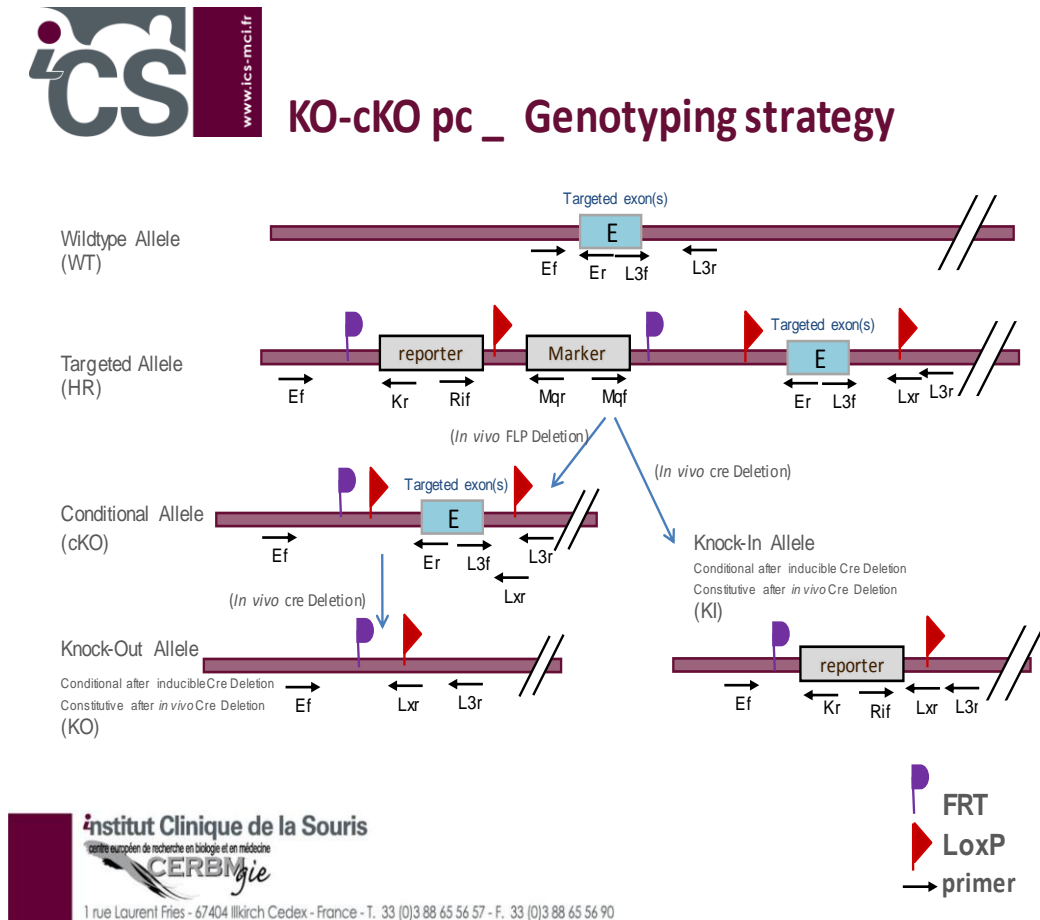 iCS
www.ics-mci.fr
KO-cKO pc _ Genotyping strategy
Targeted exon(s)
Wildtype Allele
(WT)
E
Ef
Er
L3f
L3r
Targeted exon(s)
Targeted Allele
(HR)
reporter
Marker
E
Ef
Kr
Rif
Mqr
Mqf
Er
L3f
Lxr
L3r
(In vivo FLP Deletion)
(In vivo cre Deletion)
Conditional Allele
(cKO)
Targeted exon(s)
E
Ef
Er
L3f
L3r
Lxr
(In vivo cre Deletion)
Knock-In Allele
Conditional after inducible Cre Deletion
Constitutive after in vivo Cre Deletion
(KI)
Knock-Out Allele
Conditional after inducible Cre Deletion
Constitutive after in vivo Cre Deletion
(KO)
Ef
Lxr
L3r
reporter
Ef
Kr
Rif
Lxr
L3r
FRT
LoxP
primer
institut Clinique de la Souris
centre européen de recherche en biologie et en médecine
CERBMgie
1 rue Laurent Fries - 67404 Illkirch Cedex - France - T. 33 (0)3 88 65 56 57 - F. 33 (0)3 88 65 56 90